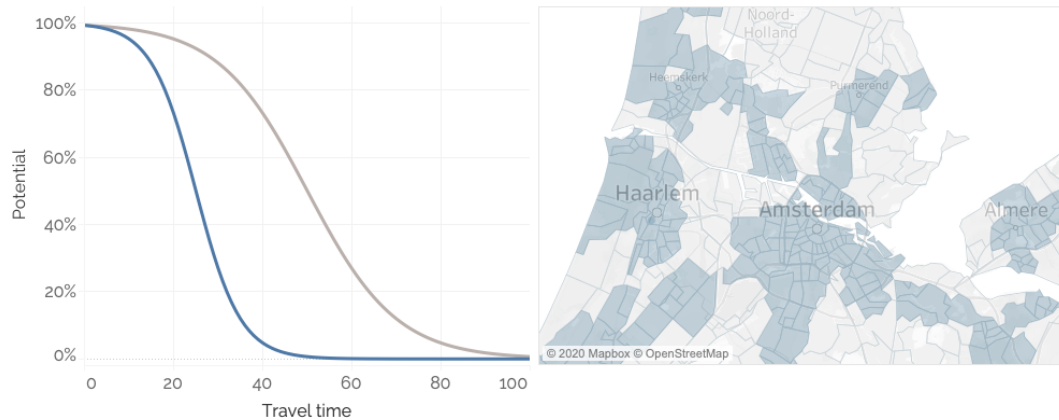 100%
80%
60%
40%
20%
0%
Potential
0 20 40 60 80 100
Travel time
Noord-
Holland
Heemskerk
Purmerend
Haarlem
Amsterdam
Almere
© 2020 Mapbox © OpenStreetMap